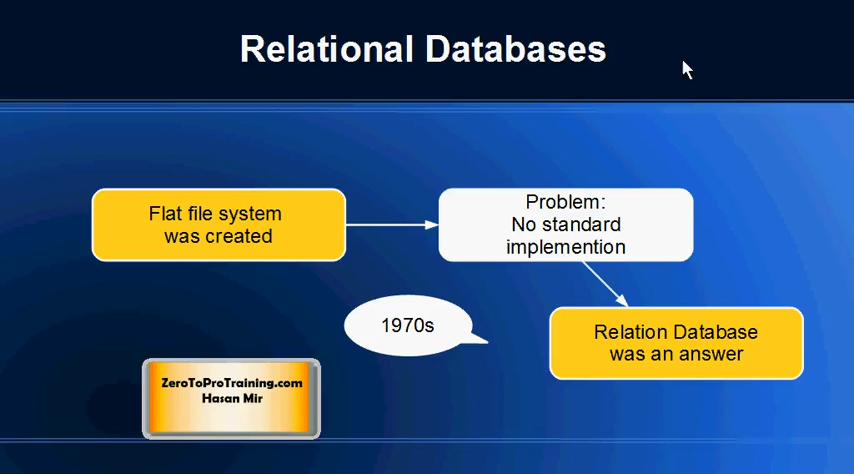 Relational Databases
Flat file system
was created
Problem:
No standard
implemention
1970s
Relation Database
was an answer
ZeroToProTraining.com
Hasan Mir